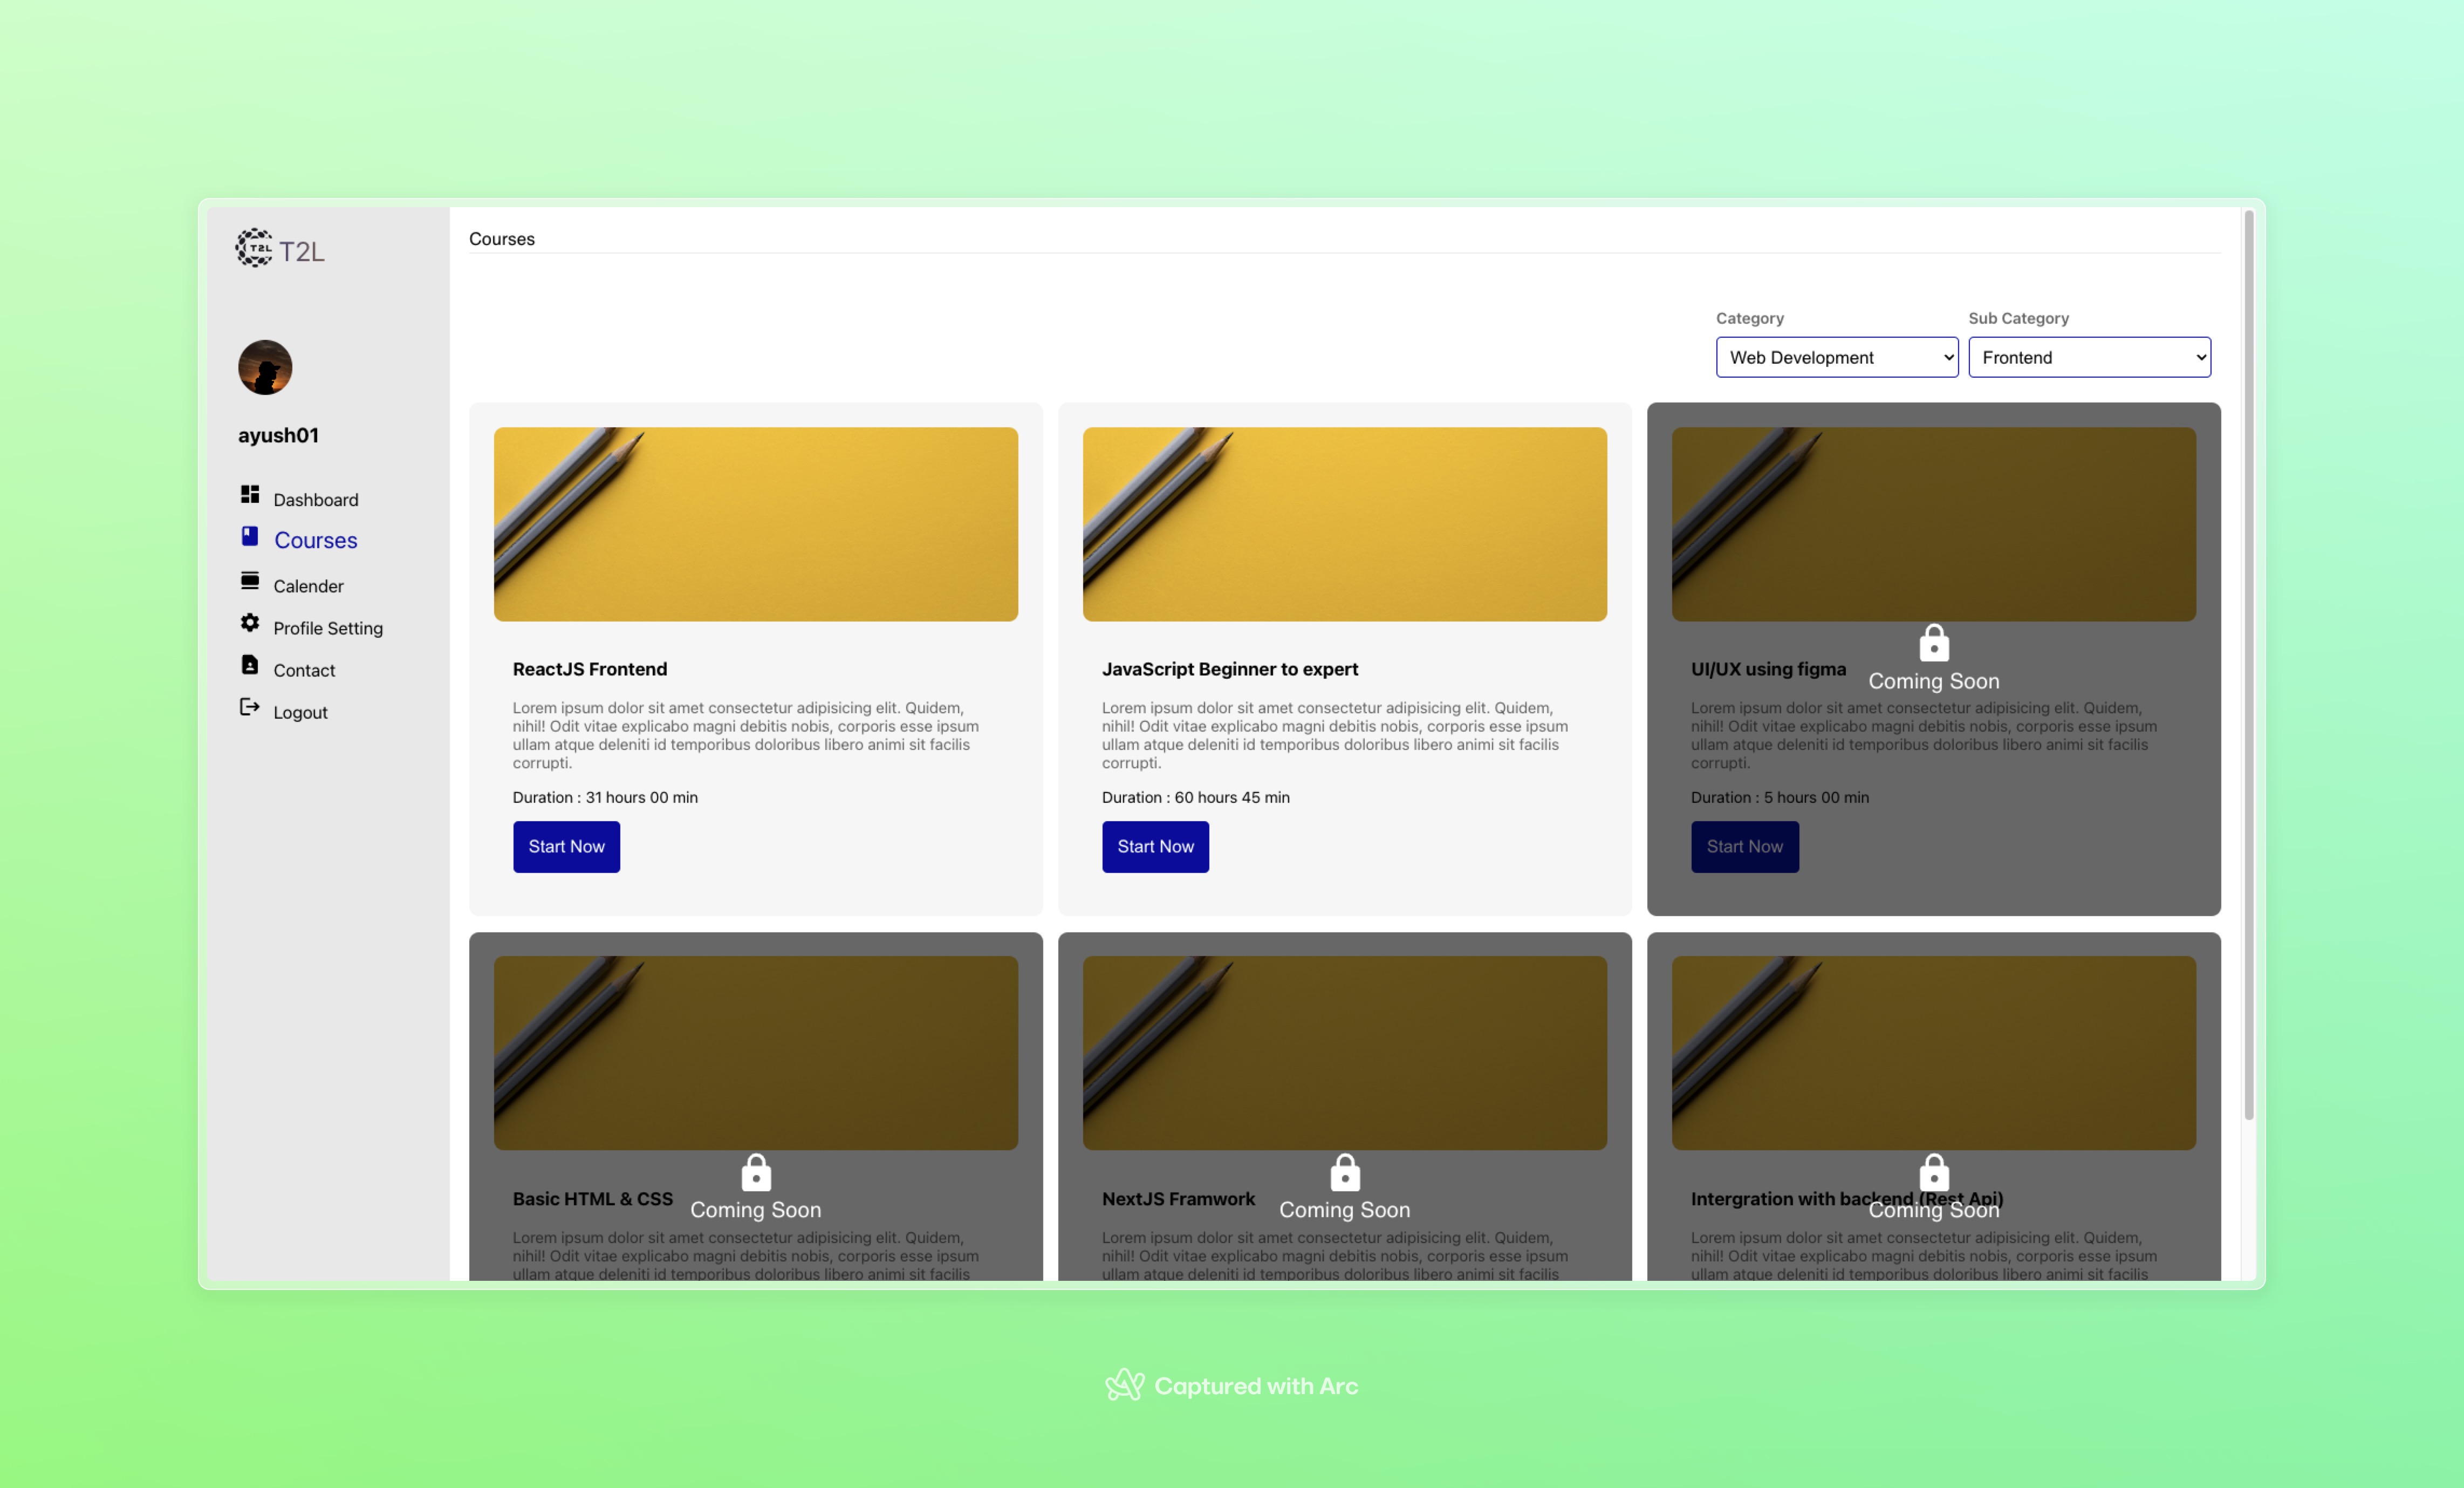 T2L T2L
ayush01
Dashboard
Courses
Calender
Profile Setting
Contact
Logout
Courses
Category
Sub Category
Web Development
Frontend
ReactJS Frontend
Lorem ipsum dolor sit amet consectetur adipisicing elit. Quidem,
nihil! Odit vitae explicabo magni debitis nobis, corporis esse ipsum
ullam atque deleniti id temporibus doloribus libero animi sit facilis
corrupti.
Duration : 31 hours 00 min
Start Now
JavaScript Beginner to expert
Lorem ipsum dolor sit amet consectetur adipisicing elit. Quidem,
nihil! Odit vitae explicabo magni debitis nobis, corporis esse ipsum
ullam atque deleniti id temporibus doloribus libero animi sit facilis
corrupti.
Duration : 60 hours 45 min
Start Now
UI/UX using figma
Coming Soon
Lorem ipsum dolor sit amet consectetur adipisicing elit. Quidem,
nihil! Odit vitae explicabo magni debitis nobis, corporis esse ipsum
ullam atque deleniti id temporibus doloribus libero animi sit facilis
corrupti.
Duration : 5 hours 00 min
Start Now
Basic HTML & CSS
Coming Soon
Lorem ipsum dolor sit amet consectetur adipisicing elit. Quidem,
nihil! Odit vitae explicabo magni debitis nobis, corporis esse ipsum
ullam atque deleniti id temporibus doloribus libero animi sit facilis
NextJS Framwork
Coming Soon
Lorem ipsum dolor sit amet consectetur adipisicing elit. Quidem,
nihil! Odit vitae explicabo magni debitis nobis, corporis esse ipsum
ullam atque deleniti id temporibus doloribus libero animi sit facilis
Intergration with backend (Rest Api)
Coming Soon
Lorem ipsum dolor sit amet consectetur adipisicing elit. Quidem,
nihil! Odit vitae explicabo magni debitis nobis, corporis esse ipsum
ullam atque deleniti id temporibus doloribus libero animi sit facilis
Captured with Arc